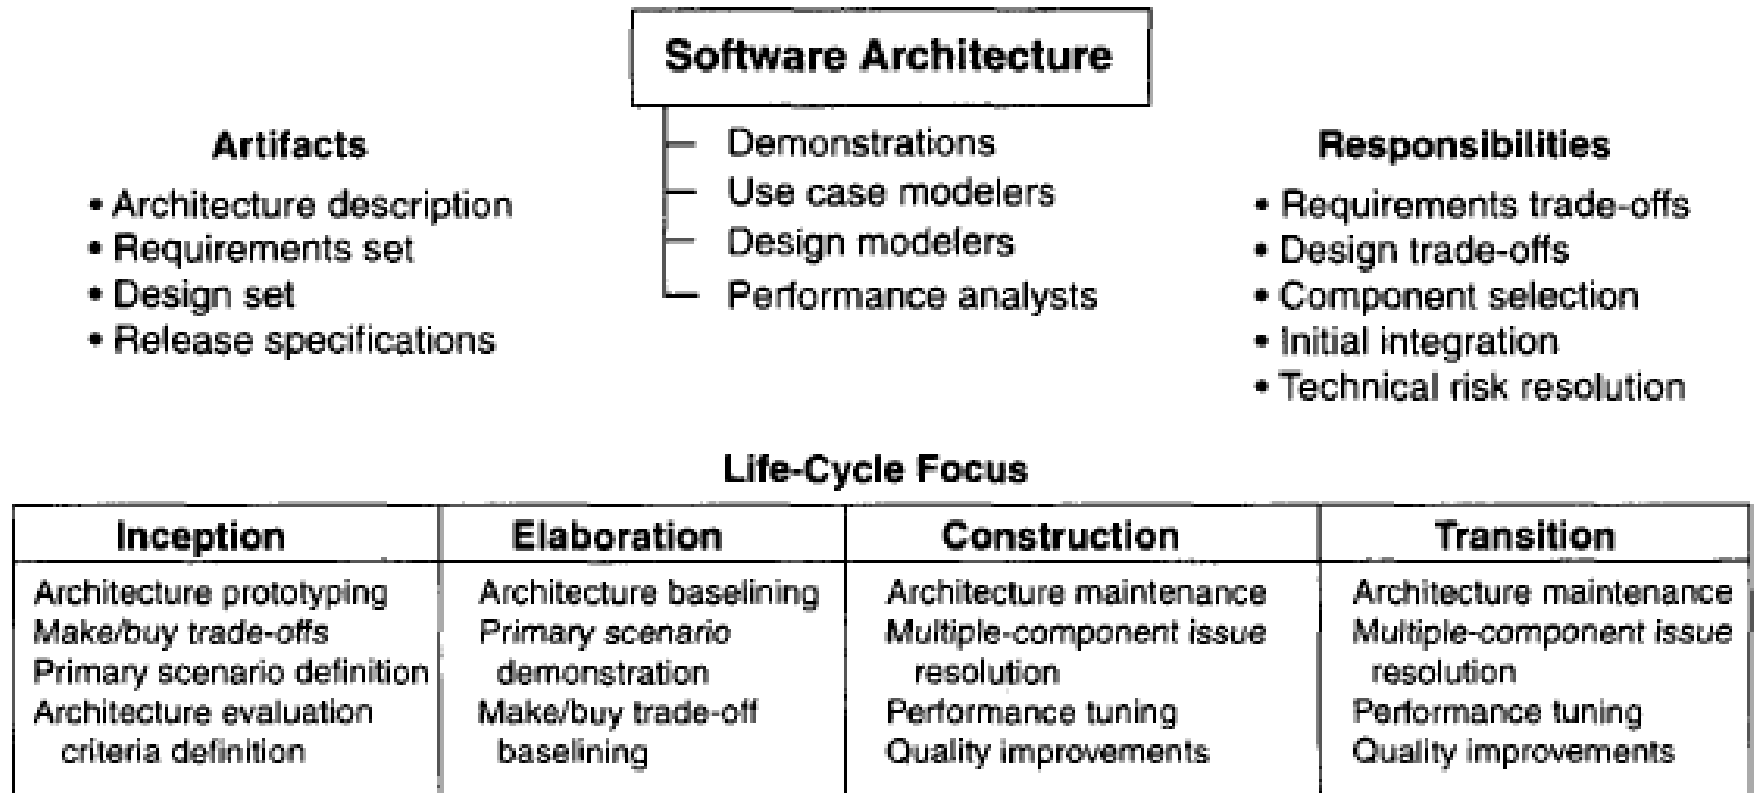 Software Architecture
Artifacts
• Architecture description
• Requirements set
• Design set
• Release specifications
Demonstrations
Use case modelers
Design modelers
Performance analysts
Responsibilities
• Requirements trade-offs
• Design trade-offs
• Component selection
• Initial integration
• Technical risk resolution
Life-Cycle Focus
Inception
Architecture prototyping
Make/buy trade-offs
Primary scenario definition
Architecture evaluation
criteria definition
Elaboration
Architecture baselining
Primary scenario
demonstration
Make/buy trade-off
baselining
Construction
Architecture maintenance
Multiple-component issue
resolution
Performance tuning
Quality improvements
Transition
Architecture maintenance
Multiple-component issue
resolution
Performance tuning
Quality improvements